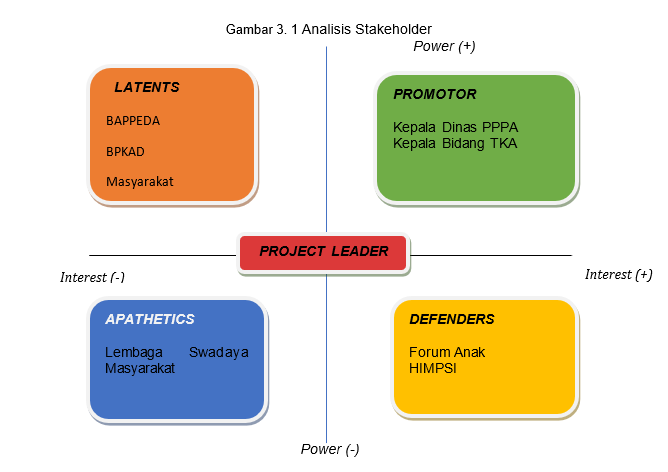 Gambar 3. 1 Analisis Stakeholder
Power (+)
LATENTS
BAPPEDA
BPKAD
Masyarakat
PROMOTOR
Kepala Dinas PPPA
Kepala Bidang TKA
PROJECT LEADER
Interest (-)
Interest (+)
APATHETICS
Lembaga Swadaya
Masyarakat
DEFENDERS
Forum Anak
HIMPSI
Power (-)